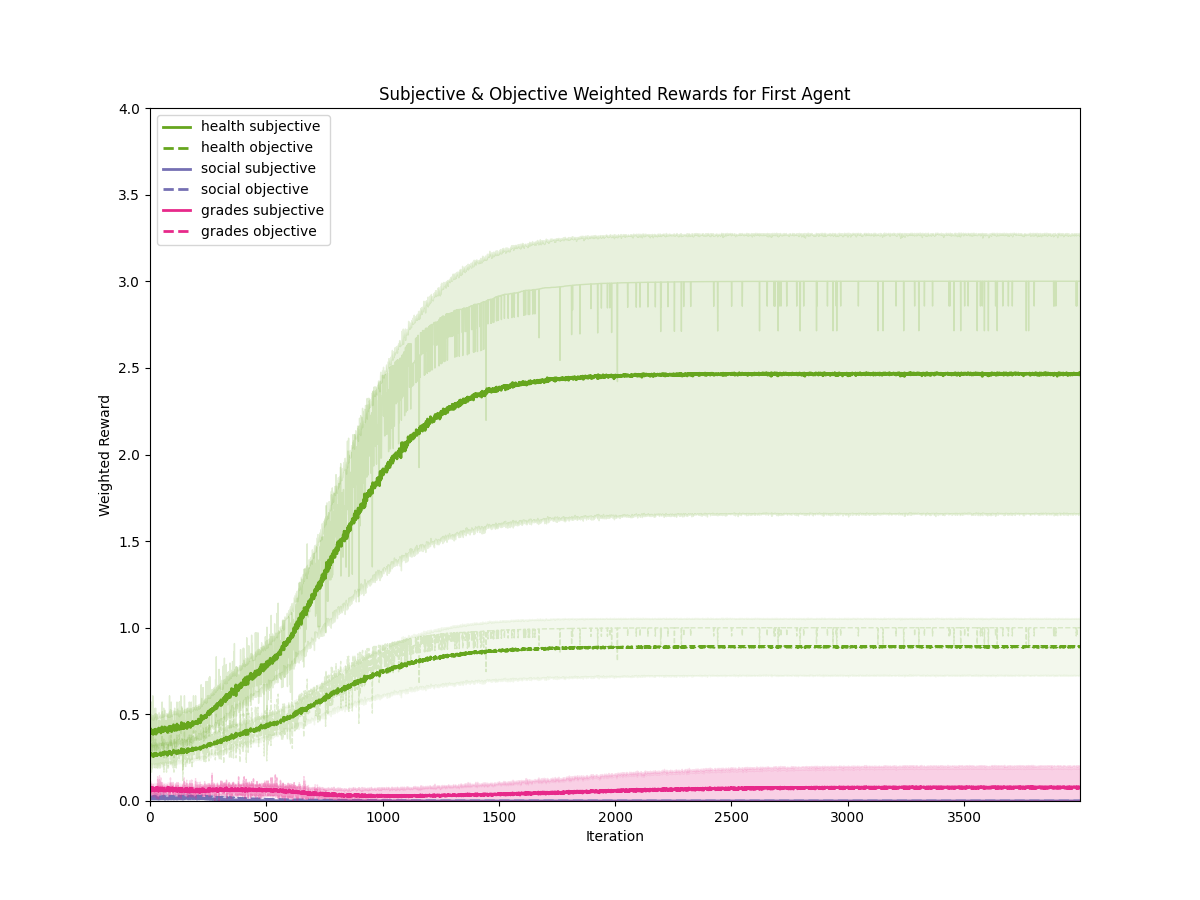 Subjective & Objective Weighted Rewards for First Agent
4.0
3.5
3.0
2.5
2.0
1.5
1.0
0.5
0.0
Weighted Reward
health subjective
health objective
social subjective
social objective
grades subjective
grades objective
0 500 1000 1500 2000 2500 3000 3500
Iteration